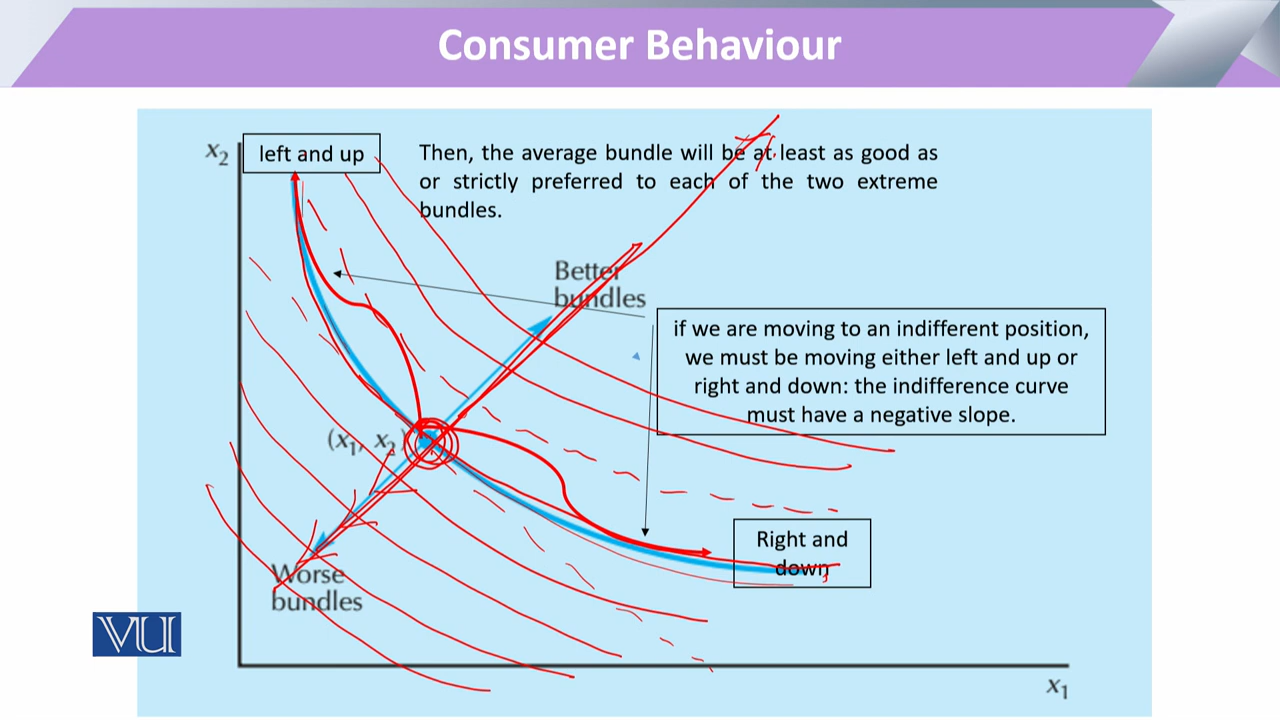 Consumer Behaviour
x₂
left and up
Then, the average bundle will be at least as good as
or strictly preferred to each of the two extreme
bundles.
Better
bundles
if we are moving to an indifferent position,
we must be moving either left and up or
right and down: the indifference curve
must have a negative slope.
(x₁, x₂)
Right and
down
Worse
bundles
VU
x₁